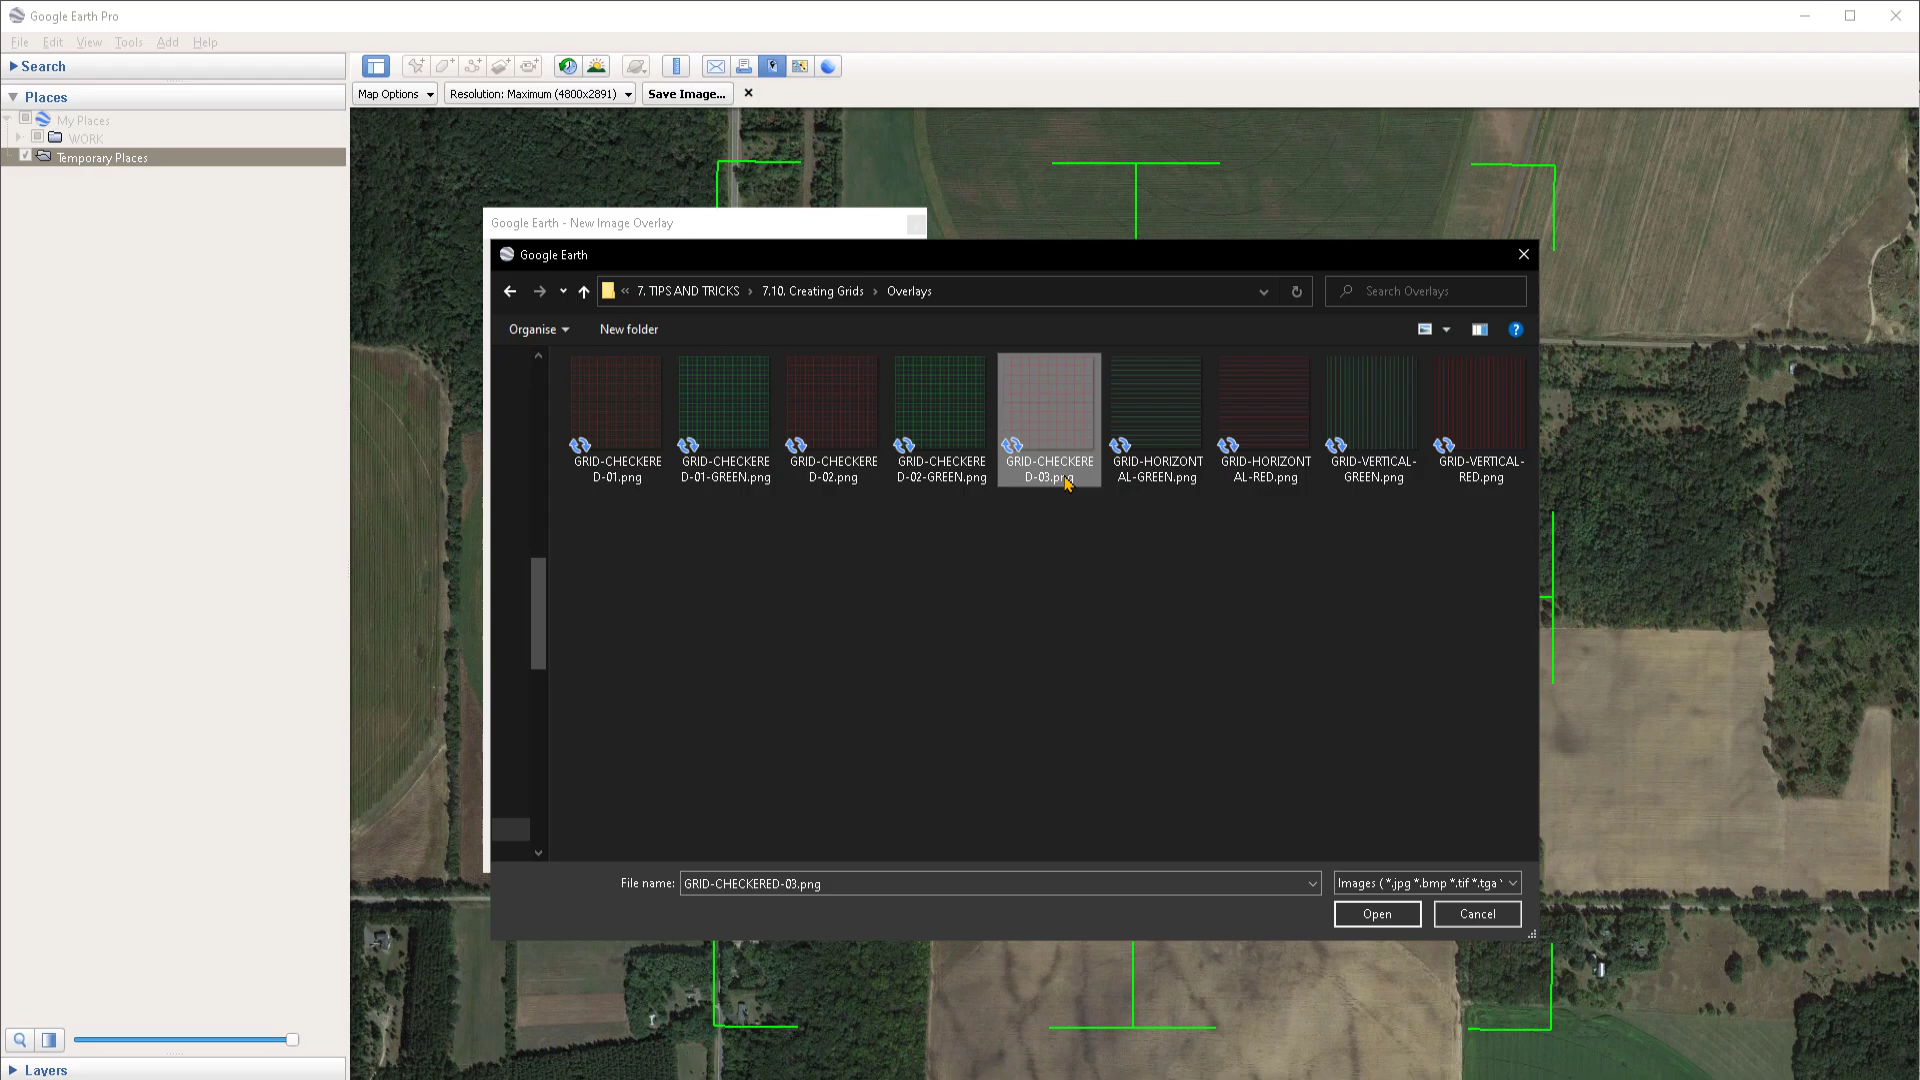 Google Earth Pro
File Edit View Tools Add Help
Search
Places
My Places
WORK
Temporary Places
Map Options
Resolution: Maximum (4800x2891)
Save Image...
Google Earth - New Image Overlay
Google Earth
« 7. TIPS AND TRICKS › 7.10. Creating Grids › Overlays
Search Overlays
Organise
New folder
GRID-CHECKERE
D-01.png
GRID-CHECKERE
D-01-GREEN.png
GRID-CHECKERE
D-02.png
GRID-CHECKERE
D-02-GREEN.png
GRID-CHECKERE
D-03.png
GRID-HORIZONT
AL-GREEN.png
GRID-HORIZONT
AL-RED.png
GRID-VERTICAL-
GREEN.png
GRID-VERTICAL-
RED.png
File name: GRID-CHECKERED-03.png
Images (*.jpg *.bmp *.tif *.tga
Open
Cancel
Layers